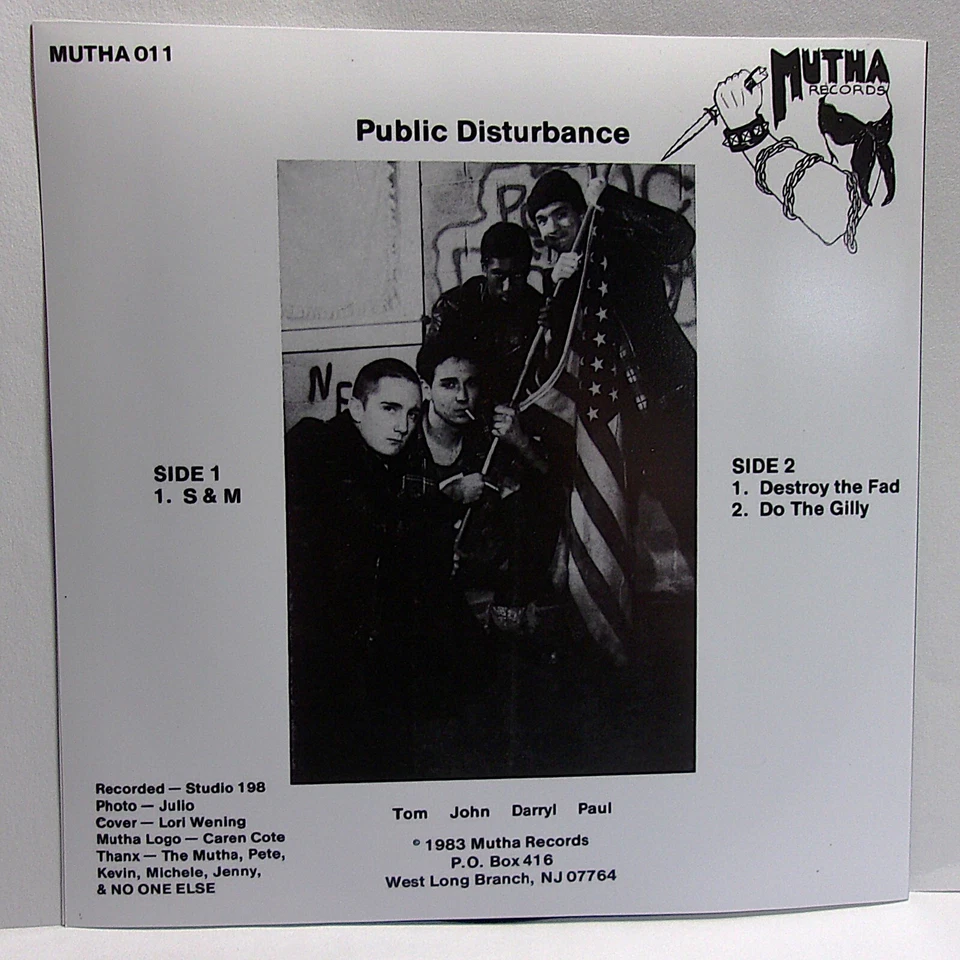 MUTHA 011
MUTHA
RECORDS
Public Disturbance
SIDE 1
1. S & M
SIDE 2
1. Destroy the Fad
2. Do The Gilly
Recorded — Studio 198
Photo — Julio
Cover — Lori Wening
Mutha Logo — Caren Cote
Thanx — The Mutha, Pete,
Kevin, Michele, Jenny,
& NO ONE ELSE
Tom John Darryl Paul
© 1983 Mutha Records
P.O. Box 416
West Long Branch, NJ 07764